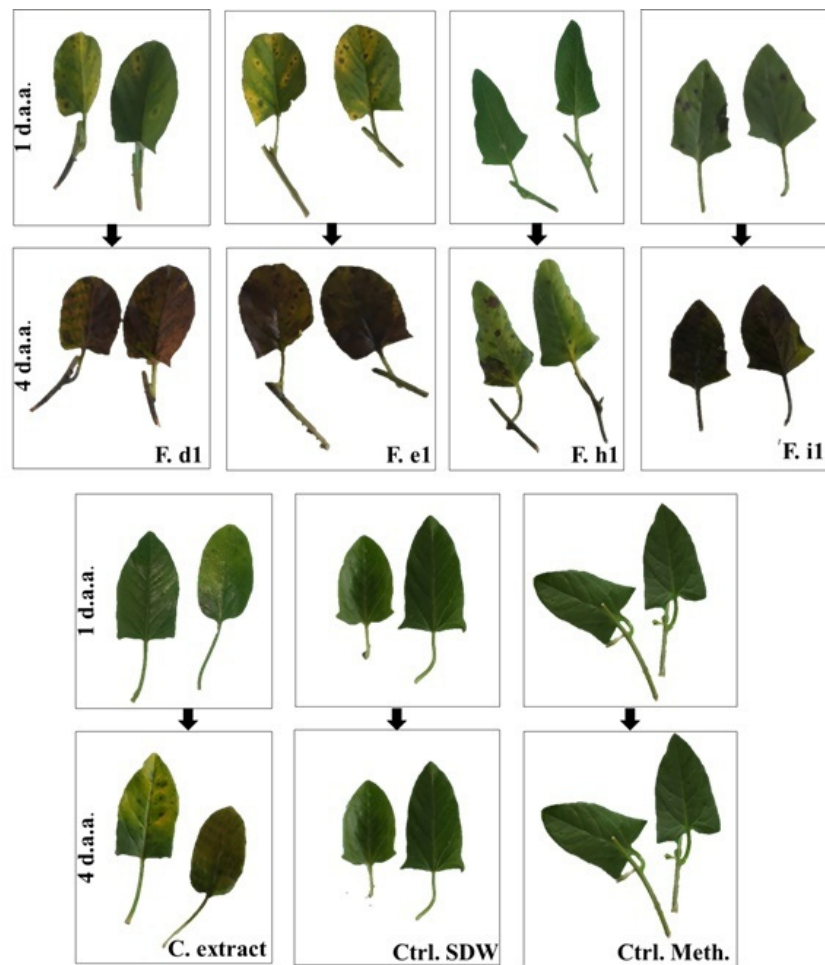 1 d.a.a.
4 d.a.a.
F. d1
F. e1
F. h1
'F. i1
1 d.a.a.
4 d.a.a.
C. extract
Ctrl. SDW
Ctrl. Meth.